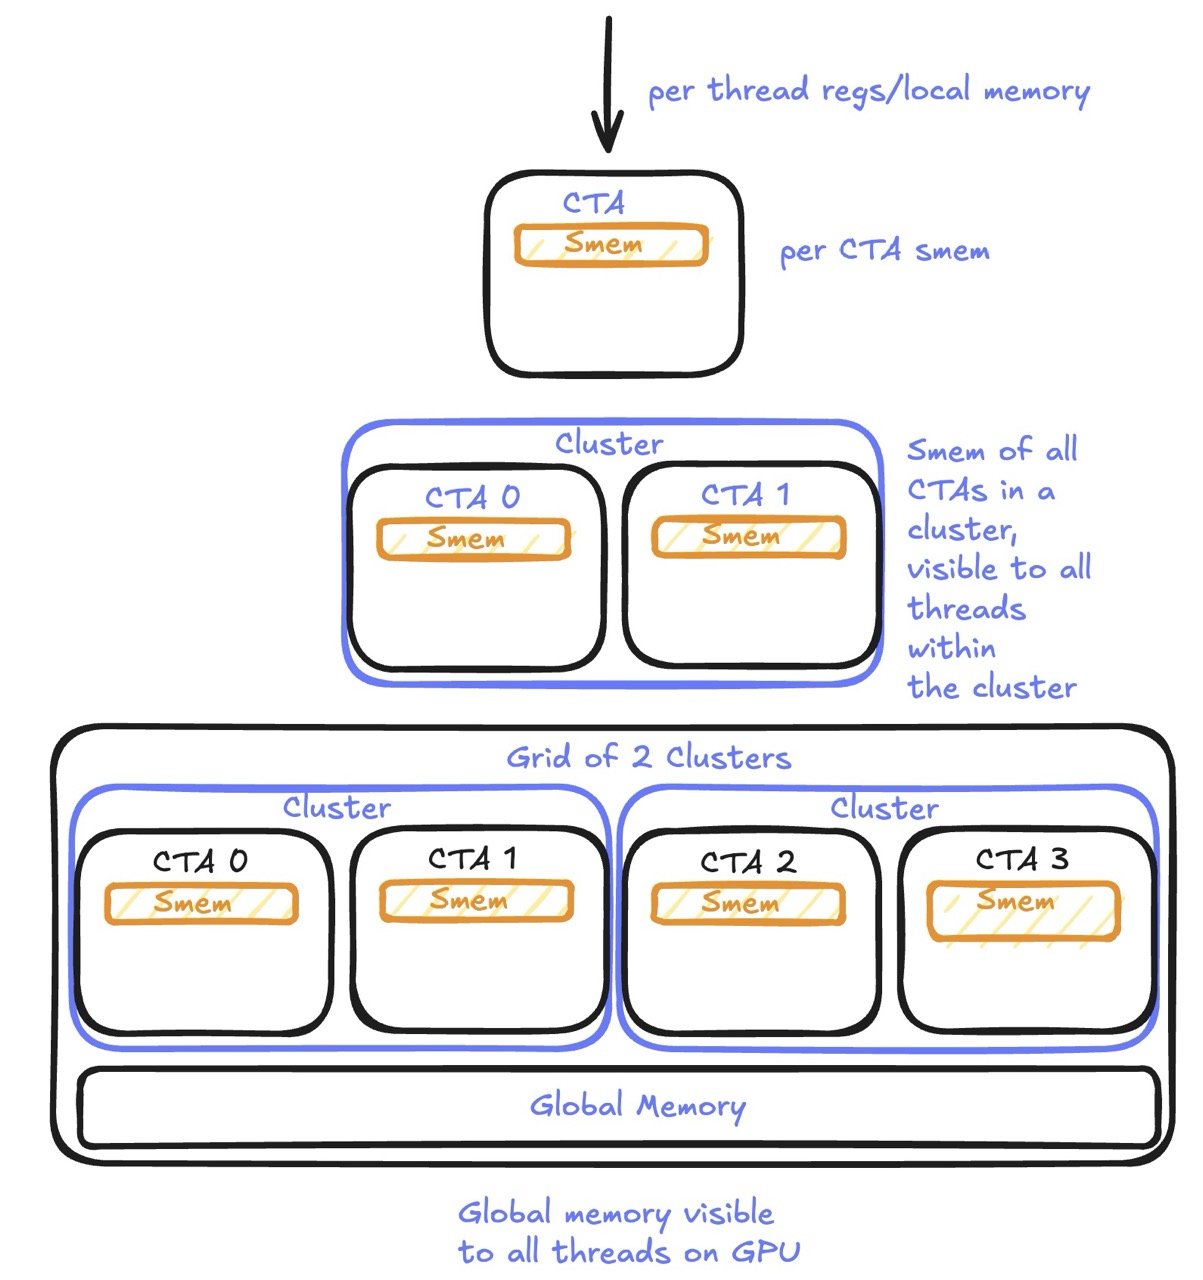 per thread regs/local memory
CTA
Smem
per CTA smem
Cluster
CTA 0
Smem
CTA 1
Smem
Smem of all
CTAs in a
cluster,
visible to all
threads
within
the cluster
Grid of 2 Clusters
Cluster
CTA 0
Smem
CTA 1
Smem
Cluster
CTA 2
Smem
CTA 3
Smem
Global Memory
Global memory visible
to all threads on GPU